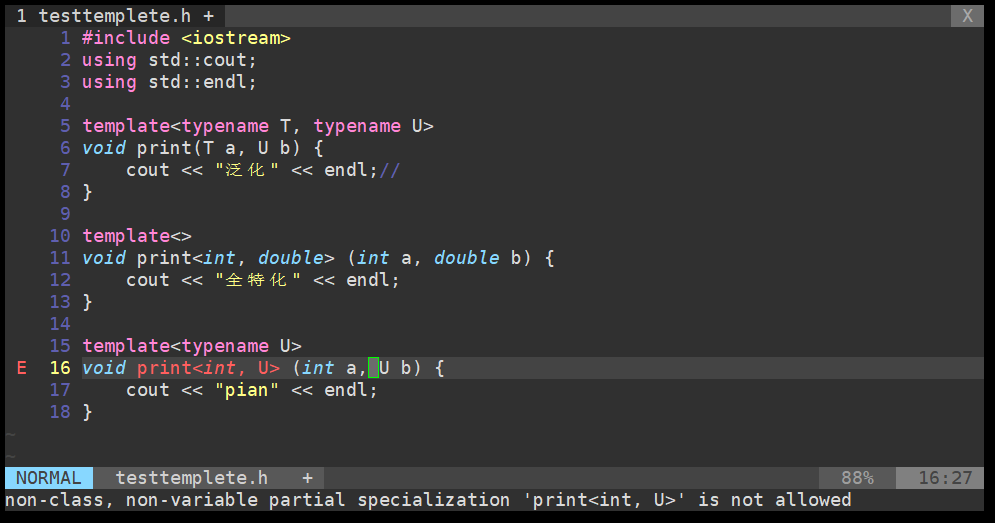 1 testtemplete.h + X
1 #include <iostream>
2 using std::cout;
3 using std::endl;
4
5 template<typename T, typename U>
6 void print(T a, U b) {
7     cout << "泛化" << endl;//
8 }
9
10 template<>
11 void print<int, double> (int a, double b) {
12     cout << "全特化" << endl;
13 }
14
15 template<typename U>
E 16 void print<int, U> (int a, U b) {
17     cout << "pian" << endl;
18 }
~
~
NORMAL testtemplete.h + 88% 16:27
non-class, non-variable partial specialization 'print<int, U>' is not allowed